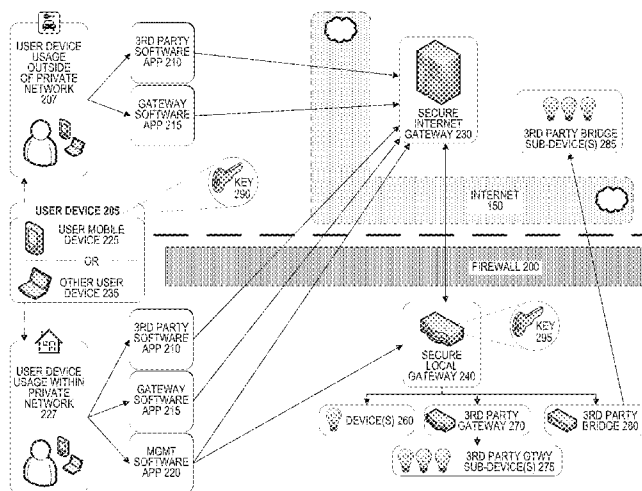 USER DEVICE
USAGE
OUTSIDE
OF PRIVATE
NETWORK
207
3RD PARTY
SOFTWARE
APP 210
GATEWAY
SOFTWARE
APP 215
SECURE
INTERNET
GATEWAY 230
3RD PARTY BRIDGE
SUB-DEVICE(S) 285
KEY
290
USER DEVICE 205
USER MOBILE
DEVICE 225
OR
OTHER USER
DEVICE 235
INTERNET
150
FIREWALL 200
3RD PARTY
SOFTWARE
APP 210
GATEWAY
SOFTWARE
APP 215
MGMT
SOFTWARE
APP 220
USER DEVICE
USAGE WITHIN
PRIVATE
NETWORK
227
SECURE
LOCAL
GATEWAY 240
KEY
295
DEVICE(S) 260
3RD PARTY
GATEWAY 270
3RD PARTY
BRIDGE 280
3RD PARTY GTWY
SUB-DEVICE(S) 275